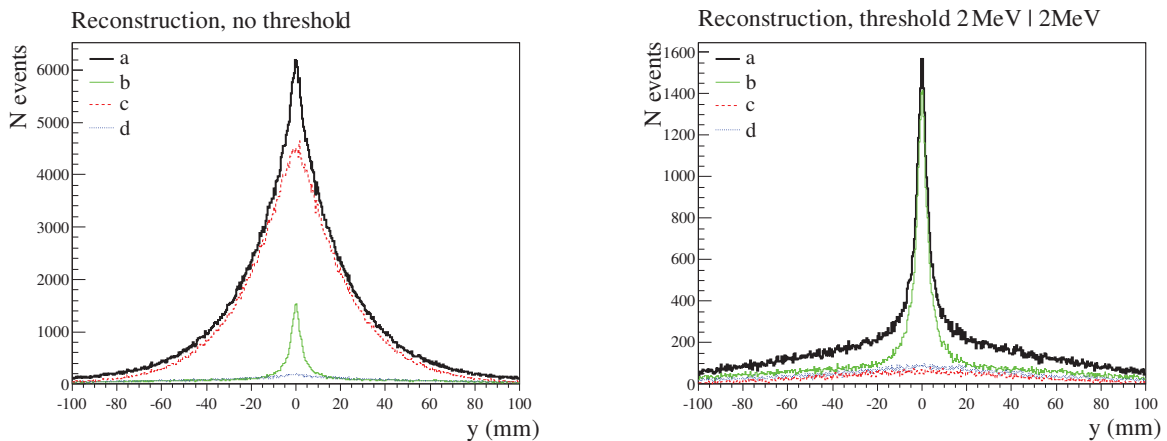 Reconstruction, no threshold
N events
6000
5000
4000
3000
2000
1000
0
a
b
c
d
-100 -80 -60 -40 -20 0 20 40 60 80 100
y (mm)
Reconstruction, threshold 2 MeV | 2MeV
N events
1600
1400
1200
1000
800
600
400
200
0
a
b
c
d
-100 -80 -60 -40 -20 0 20 40 60 80 100
y (mm)